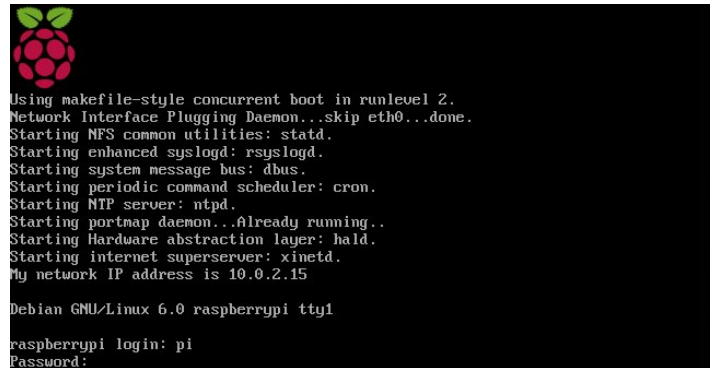 Using makefile-style concurrent boot in runlevel 2.
Network Interface Plugging Daemon...skip eth0...done.
Starting NFS common utilities: statd.
Starting enhanced syslogd: rsyslogd.
Starting system message bus: dbus.
Starting periodic command scheduler: cron.
Starting NTP server: ntpd.
Starting portmap daemon...Already running..
Starting Hardware abstraction layer: hald.
Starting internet superserver: xinetd.
My network IP address is 10.0.2.15
Debian GNU/Linux 6.0 raspberrypi tty1
raspberrypi login: pi
Password: